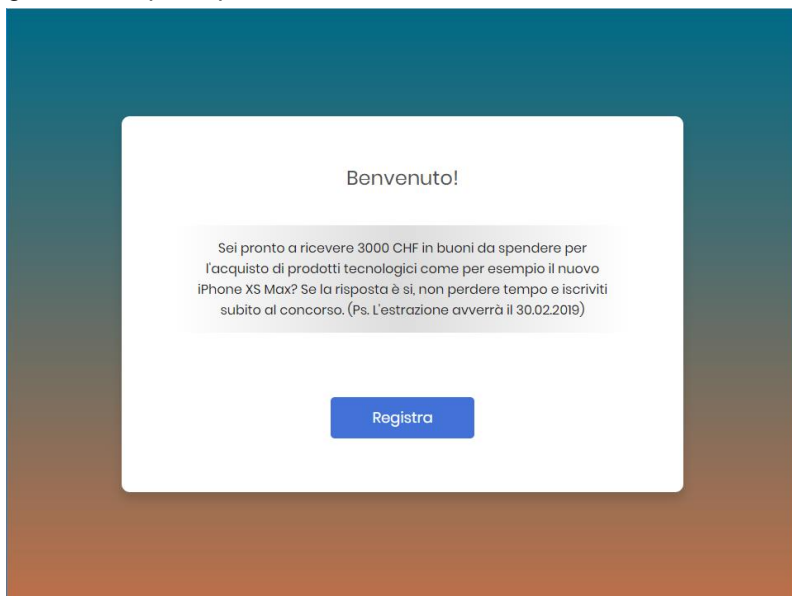 Benvenuto!
Sei pronto a ricevere 3000 CHF in buoni da spendere per
l'acquisto di prodotti tecnologici come per esempio il nuovo
iPhone XS Max? Se la risposta è si, non perdere tempo e iscriviti
subito al concorso. (Ps. L'estrazione avverrà il 30.02.2019)
Registra